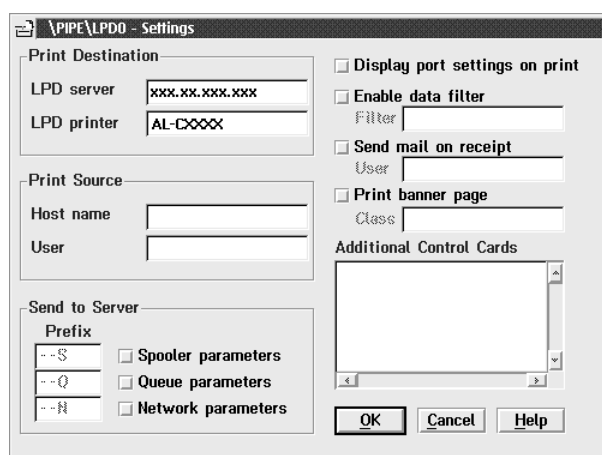 \PIPE\LPD0 - Settings
Print Destination
LPD server xxx.xx.xxx.xxx
LPD printer AL-CXXXX
Print Source
Host name
User
Send to Server
Prefix
--S Spooler parameters
--Q Queue parameters
--N Network parameters
Display port settings on print
Enable data filter
Filter
Send mail on receipt
User
Print banner page
Class
Additional Control Cards
OK Cancel Help